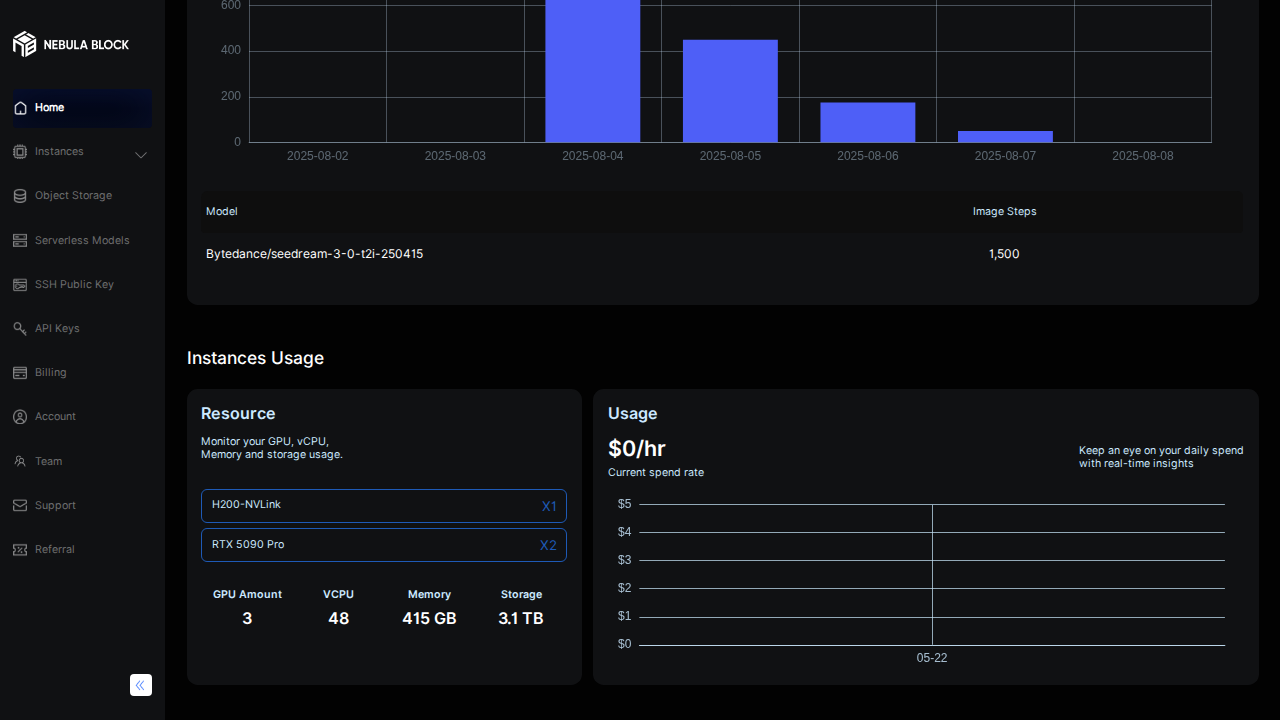 NEBULA BLOCK
Home
Instances
Object Storage
Serverless Models
SSH Public Key
API Keys
Billing
Account
Team
Support
Referral
600
400
200
0
2025-08-02 2025-08-03 2025-08-04 2025-08-05 2025-08-06 2025-08-07 2025-08-08
Model Image Steps
Bytedance/seedream-3-0-t2i-250415 1,500
Instances Usage
Resource
Monitor your GPU, vCPU,
Memory and storage usage.
H200-NVLink X1
RTX 5090 Pro X2
GPU Amount VCPU Memory Storage
3 48 415 GB 3.1 TB
Usage
$0/hr
Current spend rate
Keep an eye on your daily spend
with real-time insights
$5
$4
$3
$2
$1
$0
05-22